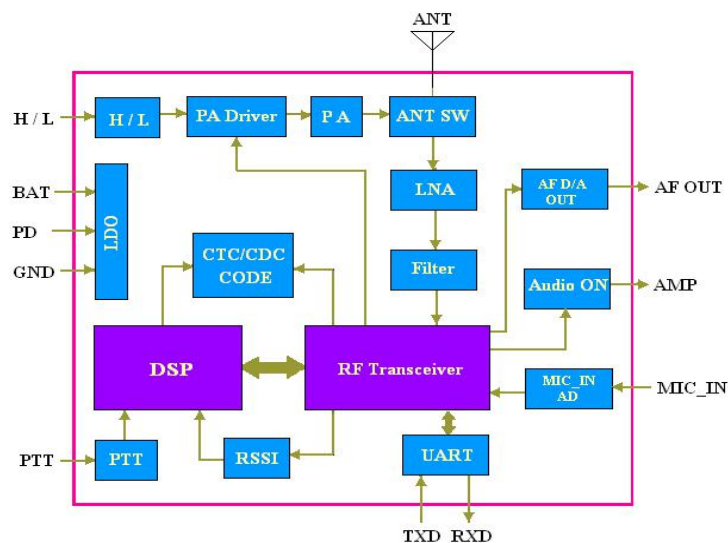 ANT
H / L
H / L
PA Driver
P A
ANT SW
BAT
PD
GND
LDO
LNA
AF D/A
OUT
AF OUT
CTC/CDC
CODE
Filter
Audio ON
AMP
DSP
RF Transceiver
MIC_IN
AD
MIC_IN
PTT
PTT
RSSI
UART
TXD
RXD